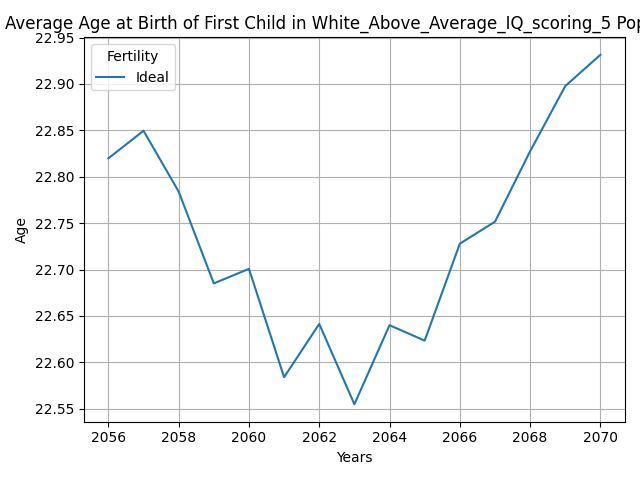 Average Age at Birth of First Child in White_Above_Average_IQ_scoring_5
Fertility
Ideal
22.95
22.90
22.85
22.80
22.75
22.70
22.65
22.60
22.55
Age
2056 2058 2060 2062 2064 2066 2068 2070
Years